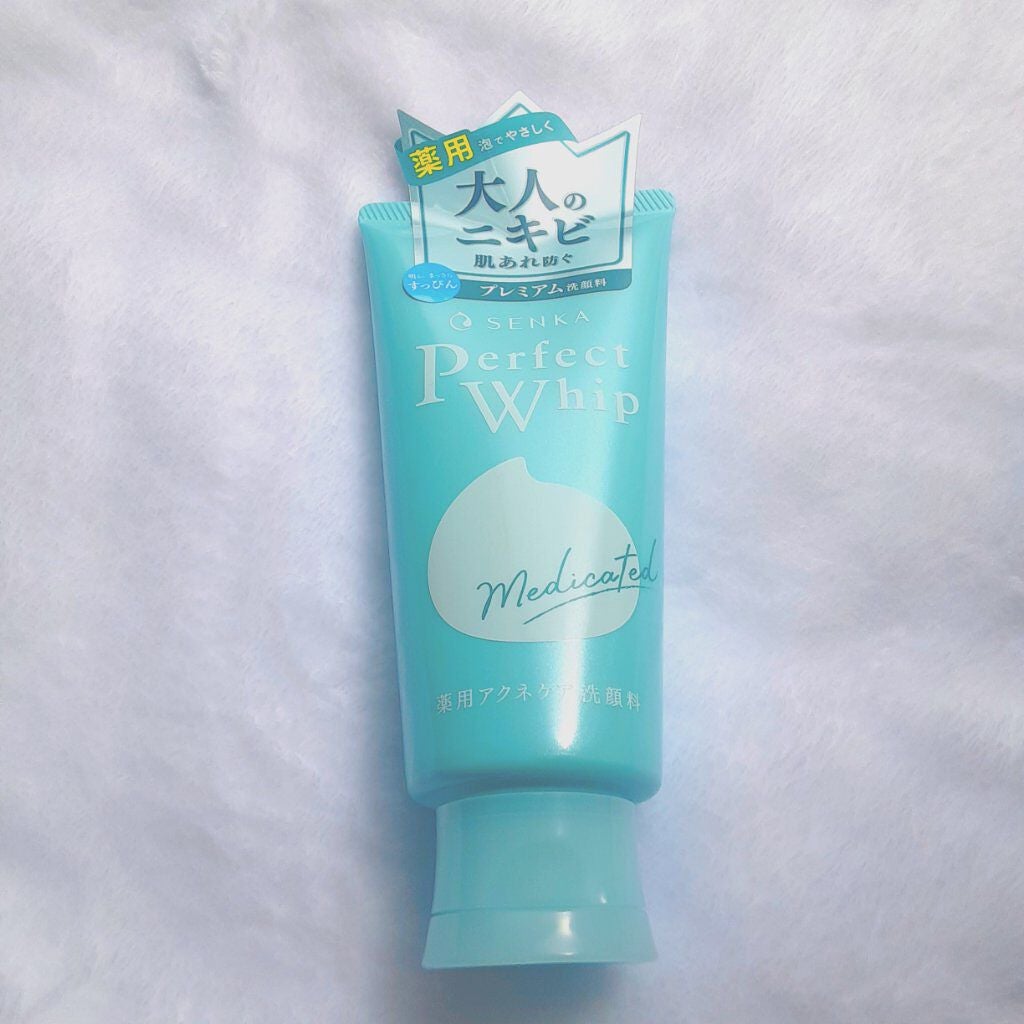 薬用 泡でやさしく
大人の
ニキビ
肌あれ防ぐ
すっぴん
プレミアム洗顔料
SENKA
Perfect
Whip
Medicated
薬用アクネケア洗顔料